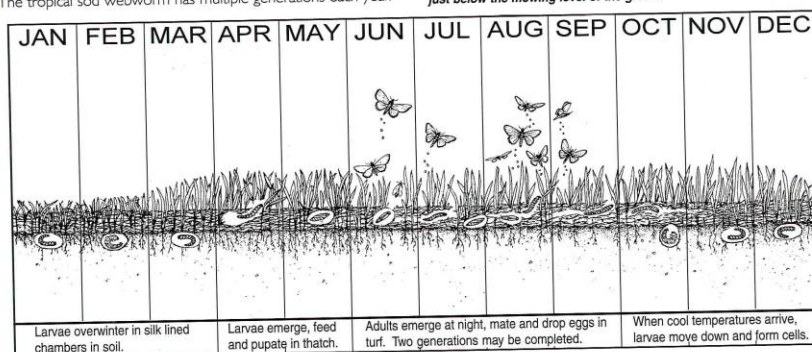 The tropical sod webworm has multiple generations each year.
just below the mowing level of the
JAN FEB MAR APR MAY JUN JUL AUG SEP OCT NOV DEC
Larvae overwinter in silk lined
chambers in soil.
Larvae emerge, feed
and pupate in thatch.
Adults emerge at night, mate and drop eggs in
turf. Two generations may be completed.
When cool temperatures arrive,
larvae move down and form cells.